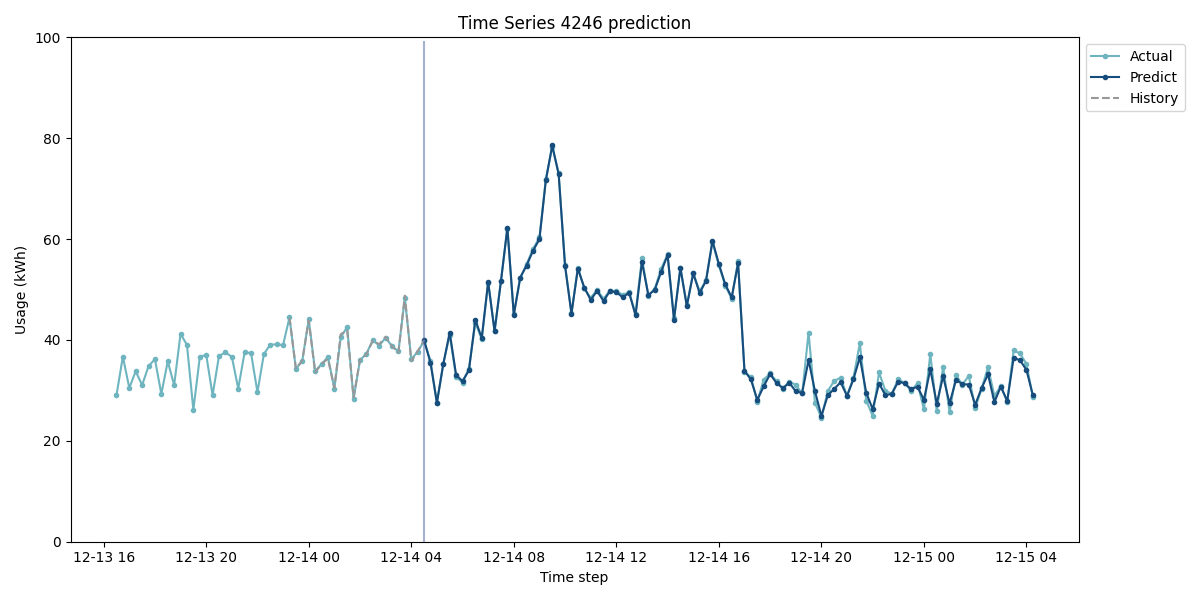 Time Series 4246 prediction
Actual
Predict
History
Usage (kWh)
100
80
60
40
20
0
12-13 16
12-13 20
12-14 00
12-14 04
12-14 08
12-14 12
12-14 16
12-14 20
12-15 00
12-15 04
Time step